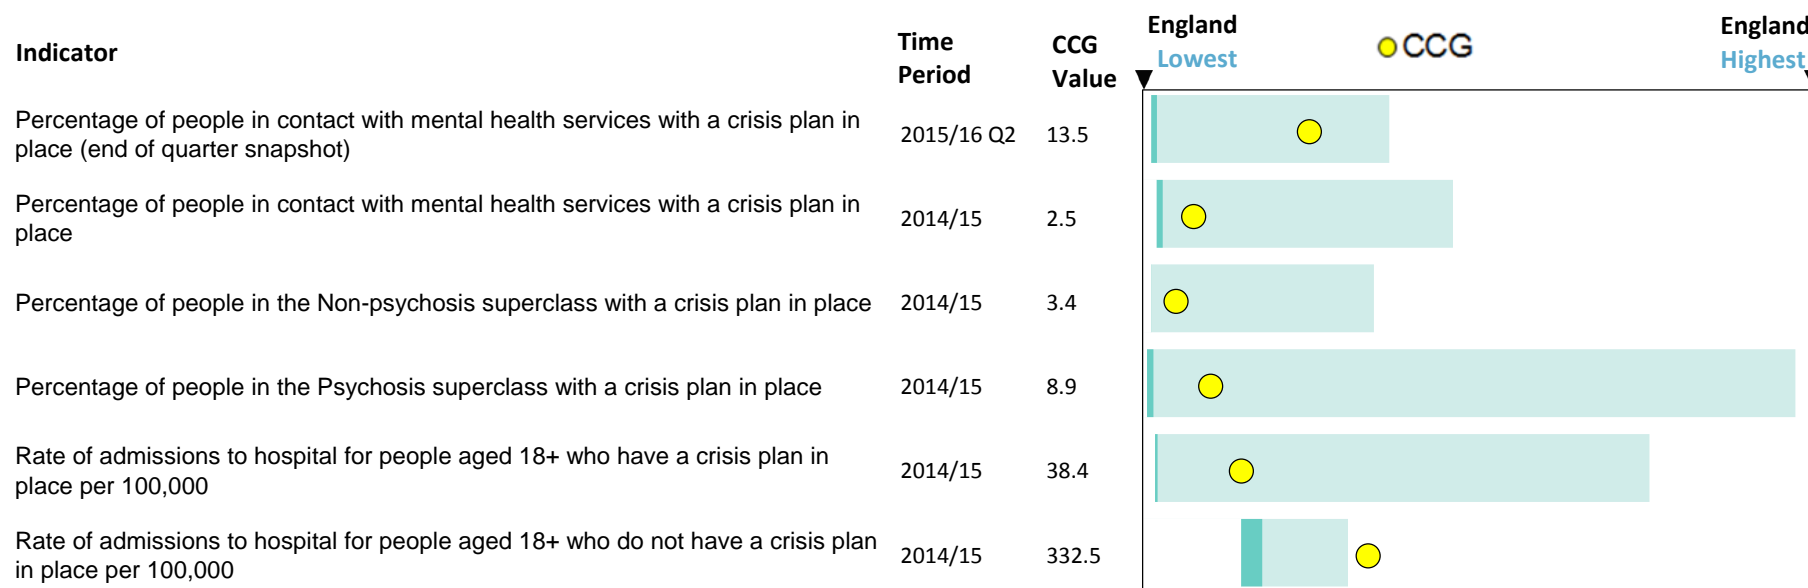 Indicator
Time
Period
CCG
Value
England
Lowest
CCG
England
Highest
Percentage of people in contact with mental health services with a crisis plan in
place (end of quarter snapshot)
2015/16 Q2
13.5
Percentage of people in contact with mental health services with a crisis plan in
place
2014/15
2.5
Percentage of people in the Non-psychosis superclass with a crisis plan in place
2014/15
3.4
Percentage of people in the Psychosis superclass with a crisis plan in place
2014/15
8.9
Rate of admissions to hospital for people aged 18+ who have a crisis plan in
place per 100,000
2014/15
38.4
Rate of admissions to hospital for people aged 18+ who do not have a crisis plan
in place per 100,000
2014/15
332.5